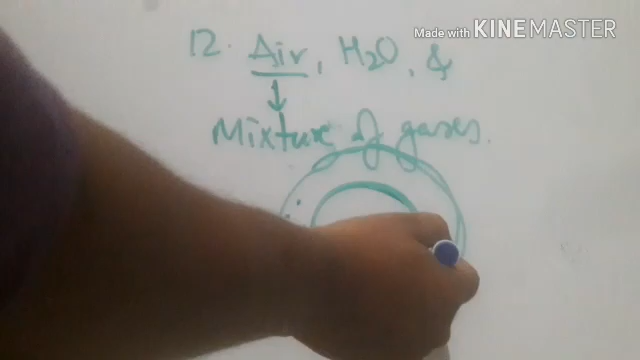 Made with KINEMASTER
12. Air, H2O, &
Mixture of gases.